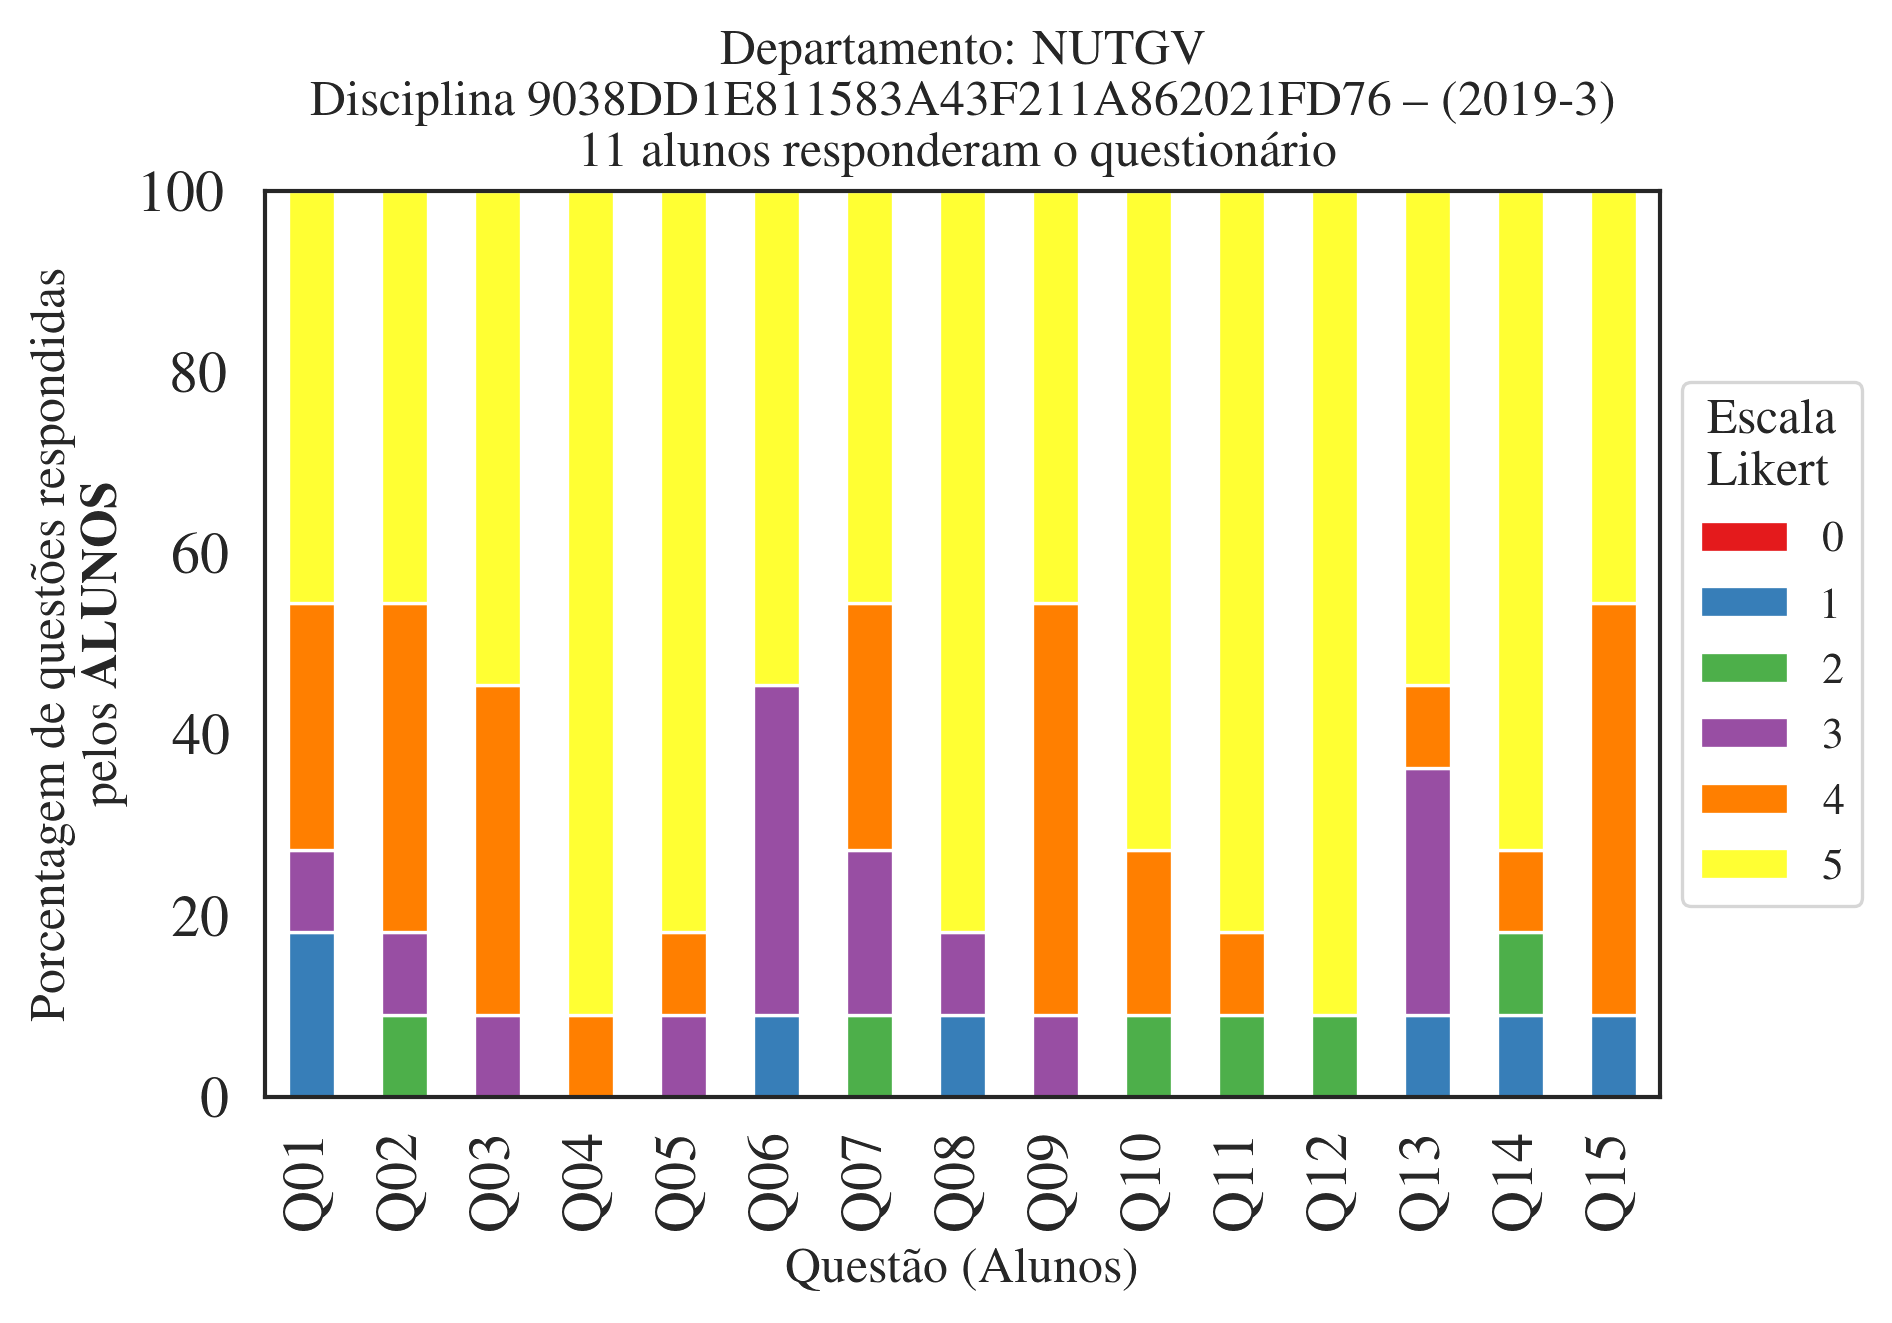 Departamento: NUTGV
Disciplina 9038DD1E811583A43F211A862021FD76 – (2019-3)
11 alunos responderam o questionário
100
80
60
40
20
0
Porcentagem de questões respondidas
pelos ALUNOS
Q01
Q02
Q03
Q04
Q05
Q06
Q07
Q08
Q09
Q10
Q11
Q12
Q13
Q14
Q15
Questão (Alunos)
Escala
Likert
0
1
2
3
4
5